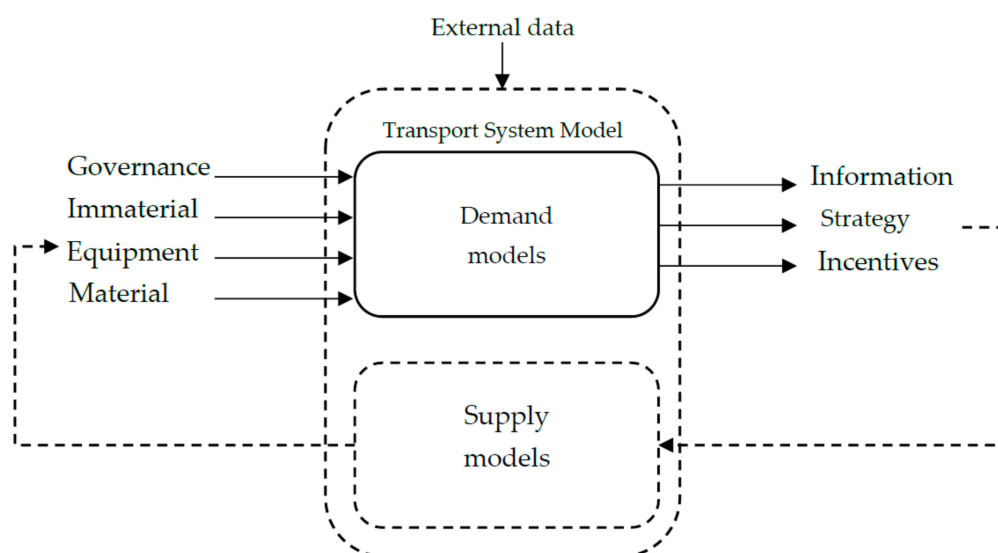 External data
Transport System Model
Governance
Immaterial
Equipment
Material
Demand
models
Information
Strategy
Incentives
Supply
models